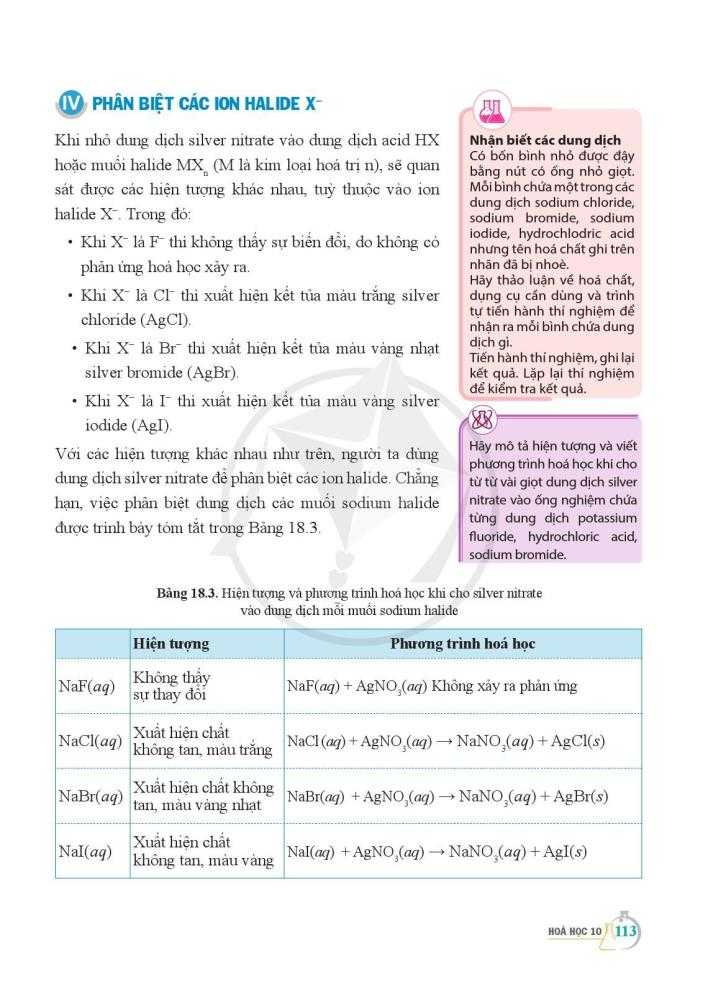 IV PHÂN BIỆT CÁC ION HALIDE X⁻
Khi nhỏ dung dịch silver nitrate vào dung dịch acid HX
hoặc muối halide MXₙ (M là kim loại hoá trị n), sẽ quan
sát được các hiện tượng khác nhau, tuỳ thuộc vào ion
halide X⁻. Trong đó:
• Khi X⁻ là F⁻ thì không thấy sự biến đổi, do không có
phản ứng hoá học xảy ra.
• Khi X⁻ là Cl⁻ thì xuất hiện kết tủa màu trắng silver
chloride (AgCl).
• Khi X⁻ là Br⁻ thì xuất hiện kết tủa màu vàng nhạt
silver bromide (AgBr).
• Khi X⁻ là I⁻ thì xuất hiện kết tủa màu vàng silver
iodide (AgI).
Với các hiện tượng khác nhau như trên, người ta dùng
dung dịch silver nitrate để phân biệt các ion halide. Chẳng
hạn, việc phân biệt dung dịch các muối sodium halide
được trình bày tóm tắt trong Bảng 18.3.
Nhận biết các dung dịch
Có bốn bình nhỏ được đậy
bằng nút có ống nhỏ giọt.
Mỗi bình chứa một trong các
dung dịch sodium chloride,
sodium bromide, sodium
iodide, hydrochlodric acid
nhưng tên hoá chất ghi trên
nhãn đã bị nhoè.
Hãy thảo luận về hoá chất,
dụng cụ cần dùng và trình
tự tiến hành thí nghiệm để
nhận ra mỗi bình chứa dung
dịch gì.
Tiến hành thí nghiệm, ghi lại
kết quả. Lặp lại thí nghiệm
để kiểm tra kết quả.
Hãy mô tả hiện tượng và viết
phương trình hoá học khi cho
từ từ vài giọt dung dịch silver
nitrate vào ống nghiệm chứa
từng dung dịch potassium
fluoride, hydrochloric acid,
sodium bromide.
Bảng 18.3. Hiện tượng và phương trình hoá học khi cho silver nitrate
vào dung dịch mỗi muối sodium halide
Hiện tượng Phương trình hoá học
NaF(aq) Không thấy
sự thay đổi NaF(aq) + AgNO₃(aq) Không xảy ra phản ứng
NaCl(aq) Xuất hiện chất
không tan, màu trắng NaCl(aq) + AgNO₃(aq) → NaNO₃(aq) + AgCl(s)
NaBr(aq) Xuất hiện chất không
tan, màu vàng nhạt NaBr(aq) + AgNO₃(aq) → NaNO₃(aq) + AgBr(s)
NaI(aq) Xuất hiện chất
không tan, màu vàng NaI(aq) + AgNO₃(aq) → NaNO₃(aq) + AgI(s)
HOÁ HỌC 10 113